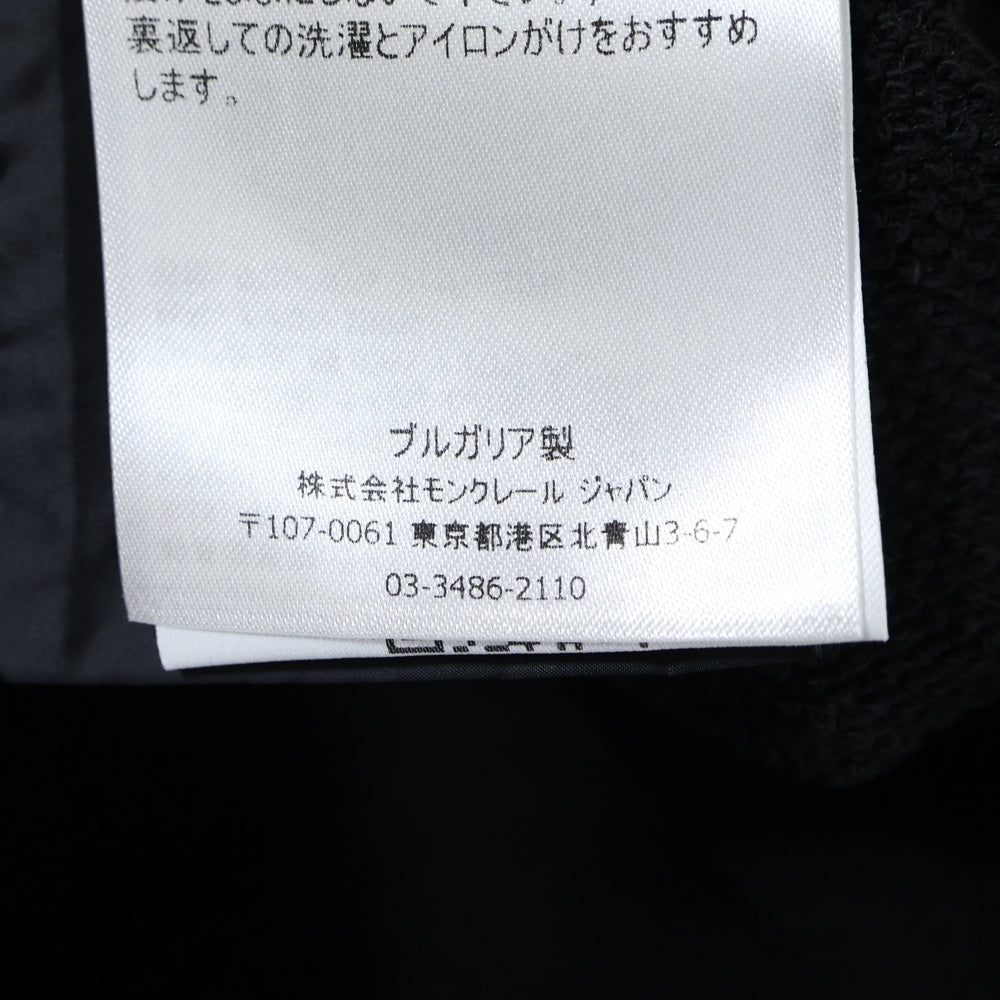 裏返しての洗濯とアイロンがけをおすすめ
します。
ブルガリア製
株式会社モンクレール ジャパン
〒107-0061 東京都港区北青山3-6-7
03-3486-2110